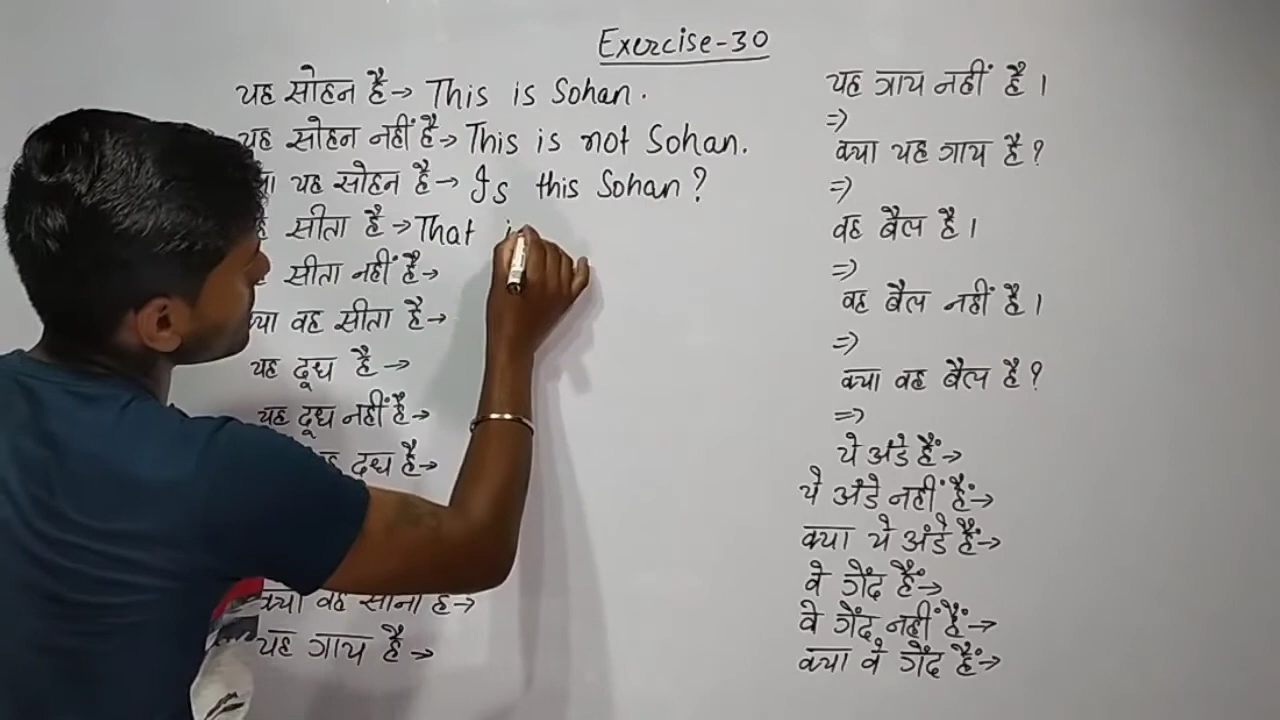 Exercise-30
यह सोहन है→ This is Sohan.
यह सोहन नहीं है→ This is not Sohan.
यह सोहन है→ Is this Sohan?
सीता है →That
सीता नहीं है→
वह सीता है→
यह दूध है →
यह दूध नहीं है→
दूध है→
क्या वह सोना है→
यह गाय है →
यह गाय नहीं है।
=>
क्या यह गाय है?
=>
वह बैल है।
=>
वह बैल नहीं है।
=>
क्या वह बैल है?
=>
ये अंडे हैं→
ये अंडे नहीं हैं→
क्या ये अंडे हैं→
वे गेंद हैं→
वे गेंद नहीं हैं→
क्या वे गेंद हैं→